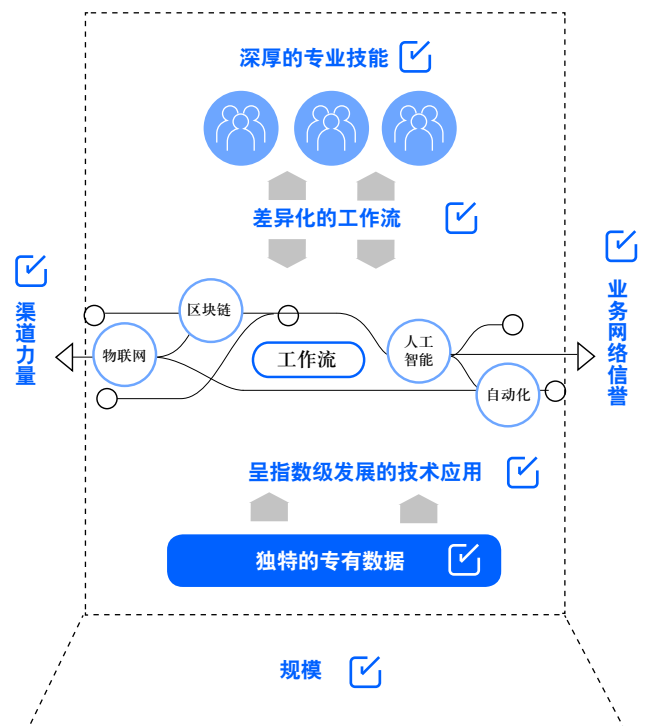 深厚的专业技能
差异化的工作流
渠道力量
业务网络信誉
区块链
物联网
工作流
人工
智能
自动化
呈指数级发展的技术应用
独特的专有数据
规模